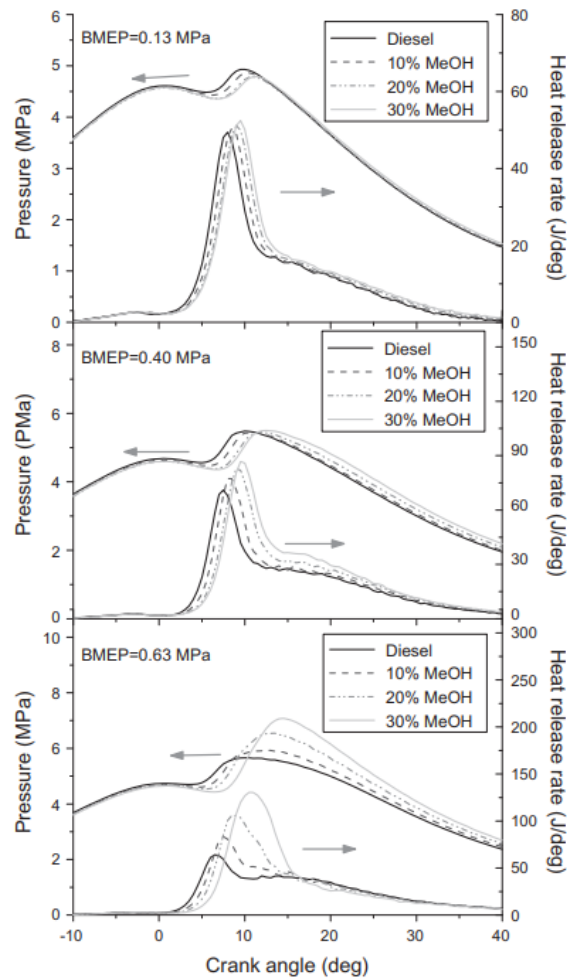 BMEP=0.13 MPa
Diesel
10% MeOH
20% MeOH
30% MeOH
Pressure (MPa)
6
5
4
3
2
1
0
Heat release rate (J/deg)
80
60
40
20
0
BMEP=0.40 MPa
Diesel
10% MeOH
20% MeOH
30% MeOH
Pressure (PMa)
8
6
4
2
0
Heat release rate (J/deg)
150
120
90
60
30
0
BMEP=0.63 MPa
Diesel
10% MeOH
20% MeOH
30% MeOH
Pressure (MPa)
10
8
6
4
2
0
Heat release rate (J/deg)
300
250
200
150
100
50
0
-10 0 10 20 30 40
Crank angle (deg)